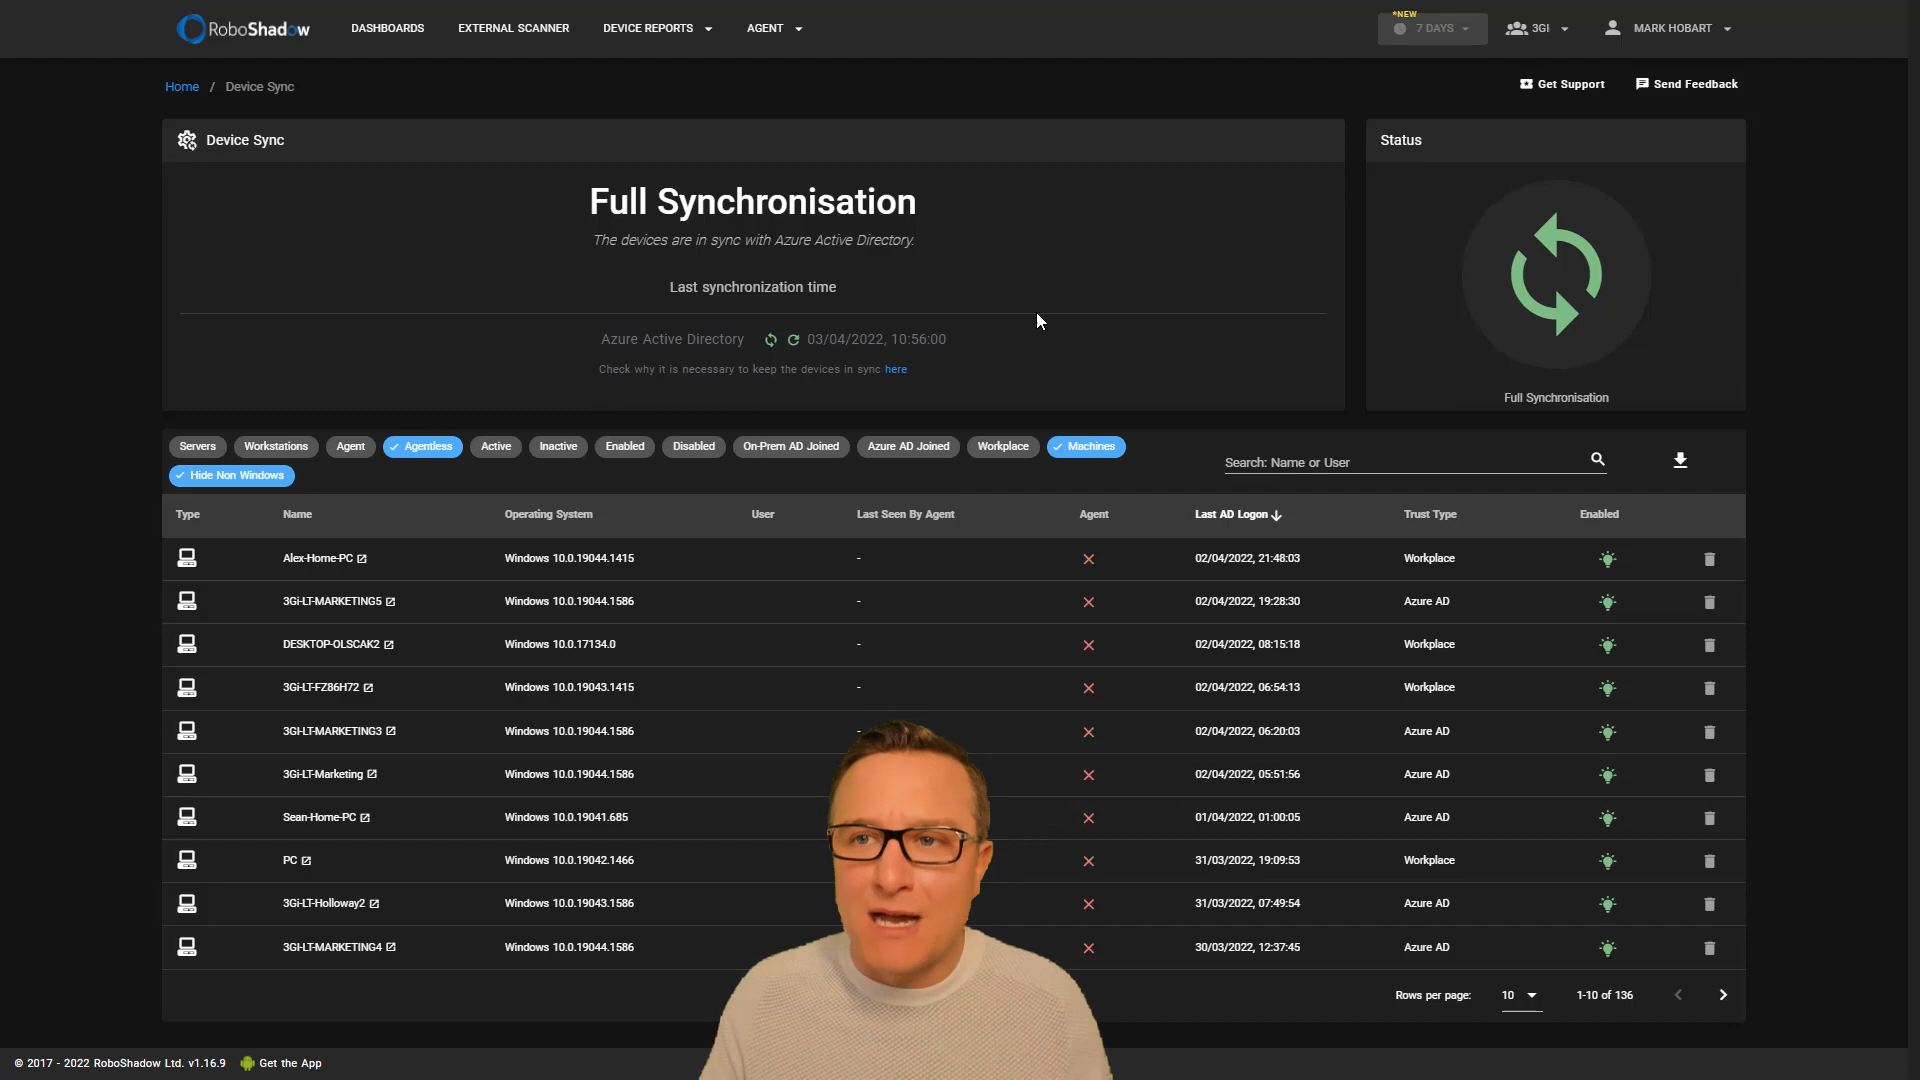 RoboShadow
DASHBOARDS
EXTERNAL SCANNER
DEVICE REPORTS
AGENT
*NEW
7 DAYS
3GI
MARK HOBART
Home / Device Sync
Get Support
Send Feedback
Device Sync
Status
Full Synchronisation
The devices are in sync with Azure Active Directory.
Last synchronization time
Azure Active Directory 03/04/2022, 10:56:00
Check why it is necessary to keep the devices in sync here
Full Synchronisation
Servers Workstations Agent Agentless Active Inactive Enabled Disabled On-Prem AD Joined Azure AD Joined Workplace Machines
Hide Non Windows
Search: Name or User
Type Name Operating System User Last Seen By Agent Agent Last AD Logon Trust Type Enabled
Alex-Home-PC Windows 10.0.19044.1415 - 02/04/2022, 21:48:03 Workplace
3Gi-LT-MARKETING5 Windows 10.0.19044.1586 - 02/04/2022, 19:28:30 Azure AD
DESKTOP-OLSCAK2 Windows 10.0.17134.0 - 02/04/2022, 08:15:18 Workplace
3Gi-LT-FZ86H72 Windows 10.0.19043.1415 - 02/04/2022, 06:54:13 Workplace
3GI-LT-MARKETING3 Windows 10.0.19044.1586 - 02/04/2022, 06:20:03 Azure AD
3Gi-LT-Marketing Windows 10.0.19044.1586 02/04/2022, 05:51:56 Azure AD
Sean-Home-PC Windows 10.0.19041.685 01/04/2022, 01:00:05 Azure AD
PC Windows 10.0.19042.1466 31/03/2022, 19:09:53 Workplace
3Gi-LT-Holloway2 Windows 10.0.19043.1586 31/03/2022, 07:49:54 Azure AD
3GI-LT-MARKETING4 Windows 10.0.19044.1586 30/03/2022, 12:37:45 Azure AD
Rows per page: 10 1-10 of 136
© 2017 - 2022 RoboShadow Ltd. v1.16.9 Get the App